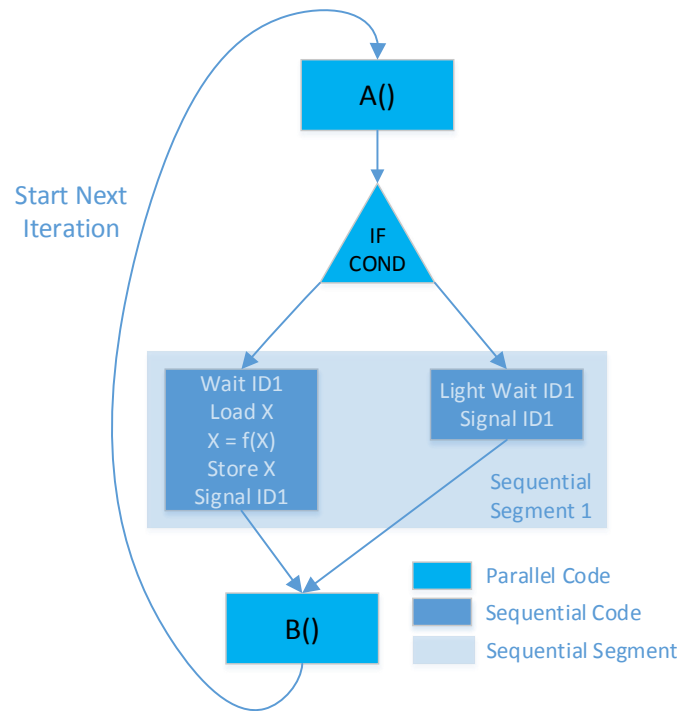 A()
Start Next
Iteration
IF
COND
Wait ID1
Load X
X = f(X)
Store X
Signal ID1
Light Wait ID1
Signal ID1
Sequential
Segment 1
B()
Parallel Code
Sequential Code
Sequential Segment